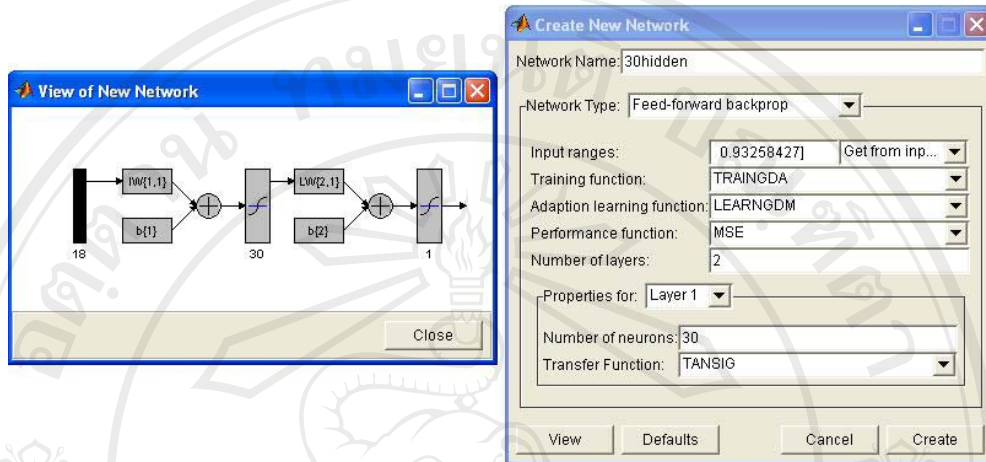 View of New Network
IW{1,1}
b{1}
LW{2,1}
b{2}
18
30
1
Close
Create New Network
Network Name: 30hidden
Network Type: Feed-forward backprop
Input ranges: 0.93258427] Get from inp...
Training function: TRAINGDA
Adaption learning function: LEARNGDM
Performance function: MSE
Number of layers: 2
Properties for: Layer 1
Number of neurons: 30
Transfer Function: TANSIG
View Defaults Cancel Create